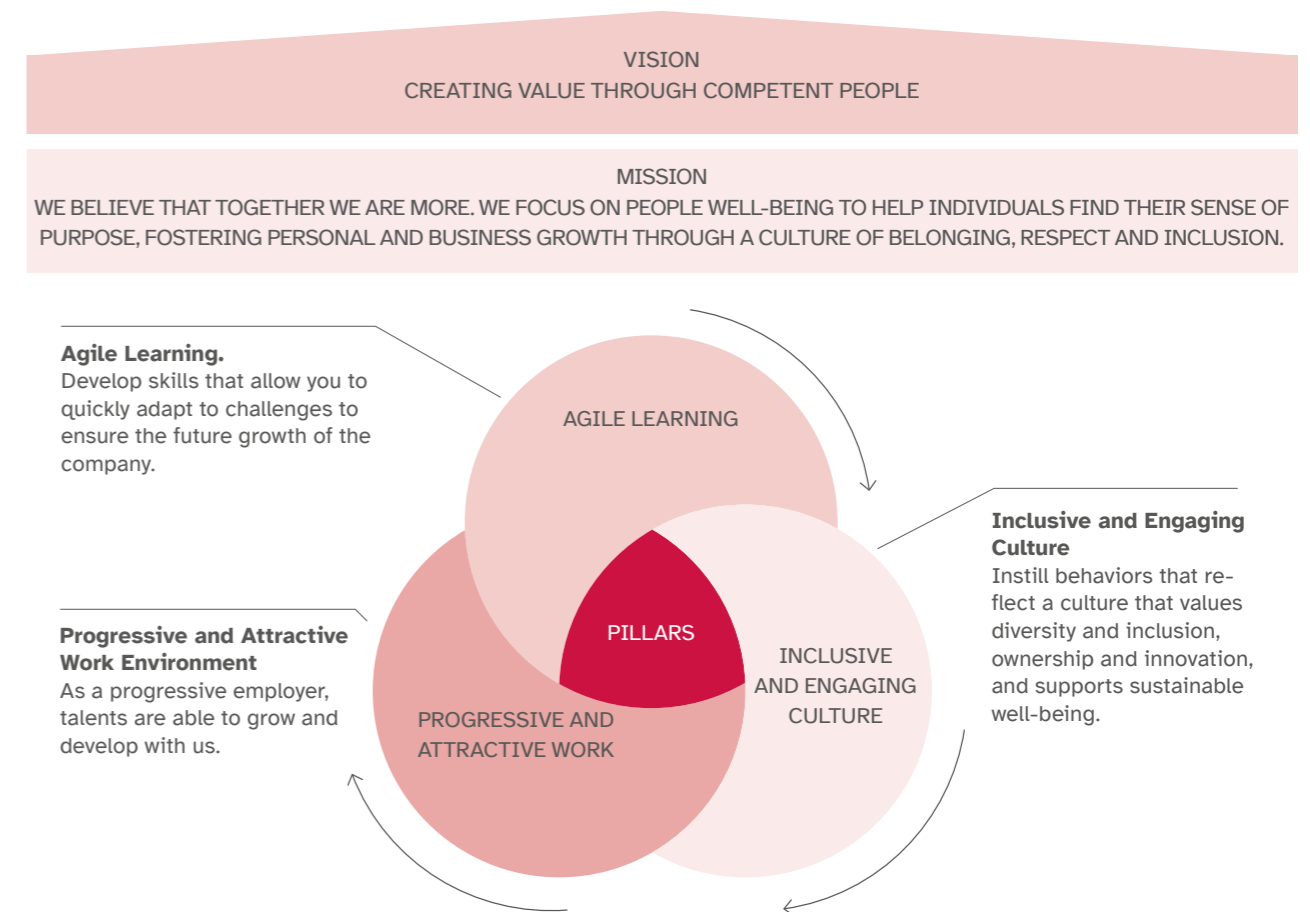 VISION
CREATING VALUE THROUGH COMPETENT PEOPLE
MISSION
WE BELIEVE THAT TOGETHER WE ARE MORE. WE FOCUS ON PEOPLE WELL-BEING TO HELP INDIVIDUALS FIND THEIR SENSE OF
PURPOSE, FOSTERING PERSONAL AND BUSINESS GROWTH THROUGH A CULTURE OF BELONGING, RESPECT AND INCLUSION.
Agile Learning.
Develop skills that allow you to
quickly adapt to challenges to
ensure the future growth of the
company.
AGILE LEARNING
Inclusive and Engaging
Culture
Instill behaviors that re-
flect a culture that values
diversity and inclusion,
ownership and innovation,
and supports sustainable
well-being.
Progressive and Attractive
Work Environment
As a progressive employer,
talents are able to grow and
develop with us.
PILLARS
INCLUSIVE
AND ENGAGING
CULTURE
PROGRESSIVE AND
ATTRACTIVE WORK